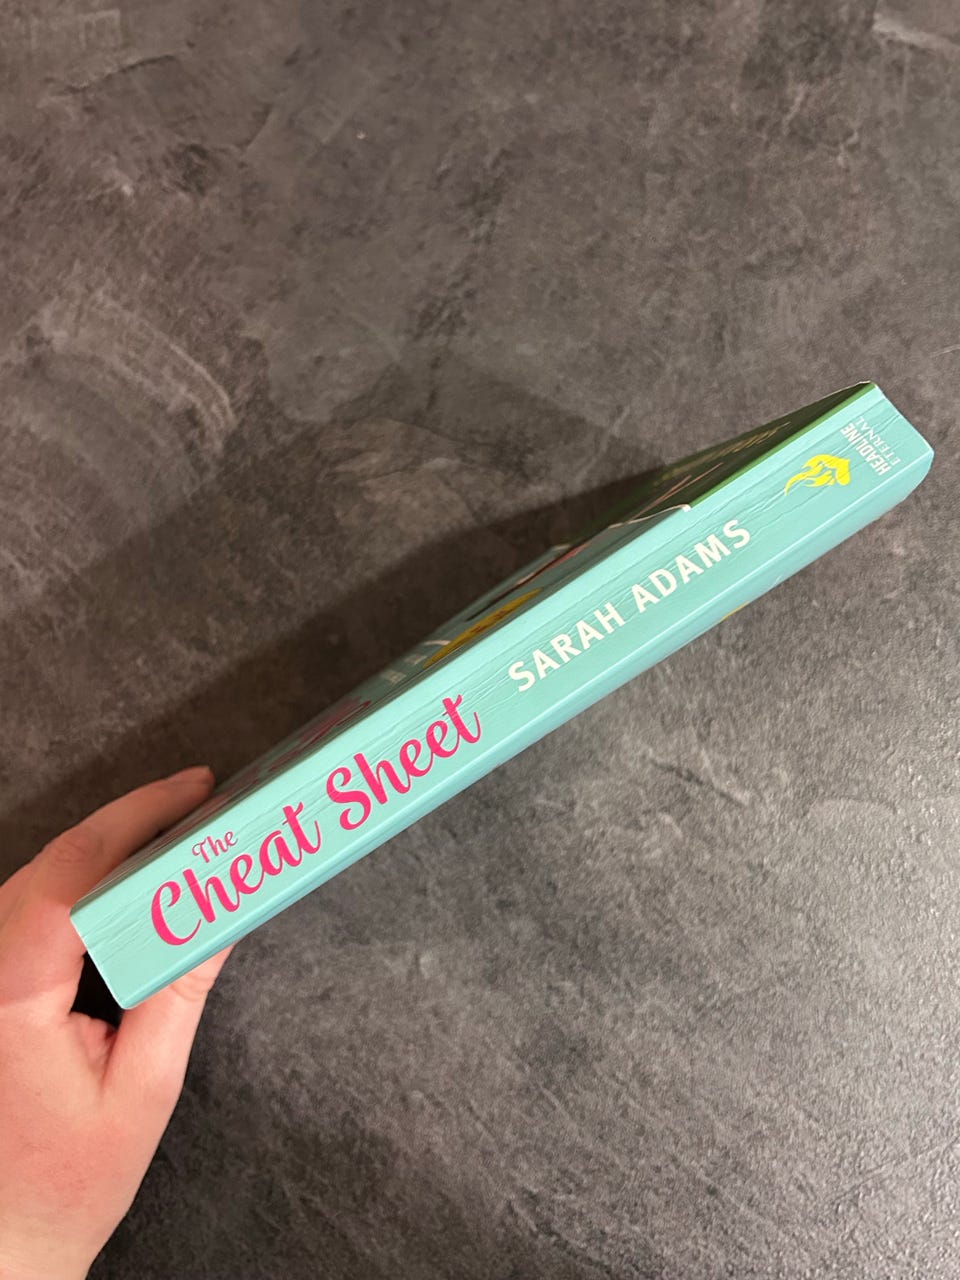 The
Cheat Sheet
SARAH ADAMS
HEADLINE
ETERNAL